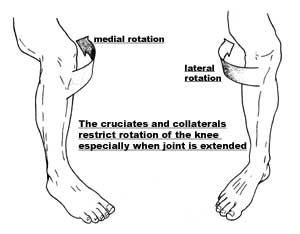 medial rotation
lateral
rotation
The cruciates and collaterals
restrict rotation of the knee
especially when joint is extended